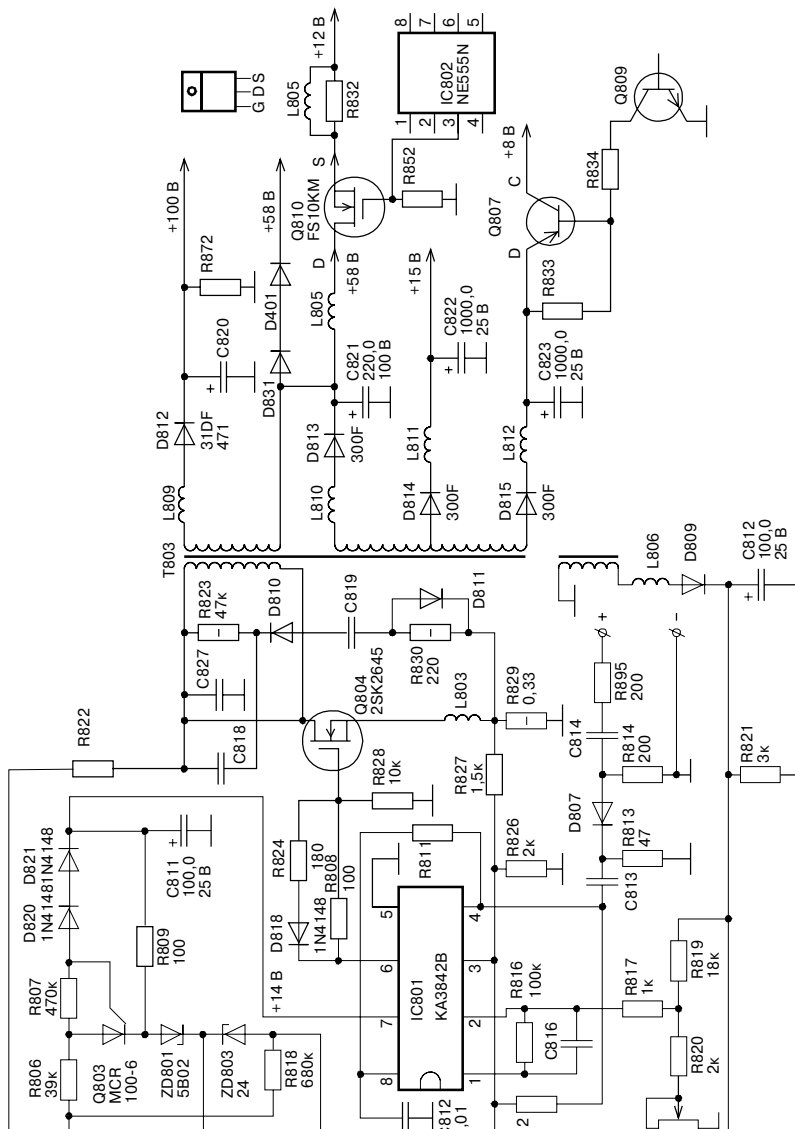 R806
39к
R807
470к
Q803
MCR
100-6
ZD801
5B02
ZD803
24
R818
680к
D820
1N4148
D821
1N4148
R809
100
C811
100,0
25 В
+
+14 В
R822
C827
R823
47к
C818
D810
C819
Q804
2SK2645
R830
220
D811
L803
R829
0,33
R824
180
D818
1N4148
R808
100
R828
10к
R827
1,5к
R811
R826
2к
IC801
KA3842B
8
7
6
5
1
2
3
4
C812
,01
2
R816
100к
C816
R817
1к
R819
18к
R820
2к
C813
R813
47
D807
C814
R814
200
R895
200
+
-
R821
3к
C812
100,0
25 В
+
L806
D809
T803
L809
D812
31DF
471
C820
+
R872
+100 В
G
D
S
D831
D401
+58 В
L810
D813
300F
C821
220,0
100 В
+
L805
+58 В
D
Q810
FS10KM
S
L805
R832
+12 В
R852
IC802
NE555N
1
2
3
4
8
7
6
5
D814
300F
L811
C822
1000,0
25 В
+
+15 В
D815
300F
L812
C823
1000,0
25 В
+
R833
Q807
D
C
+8 В
R834
Q809